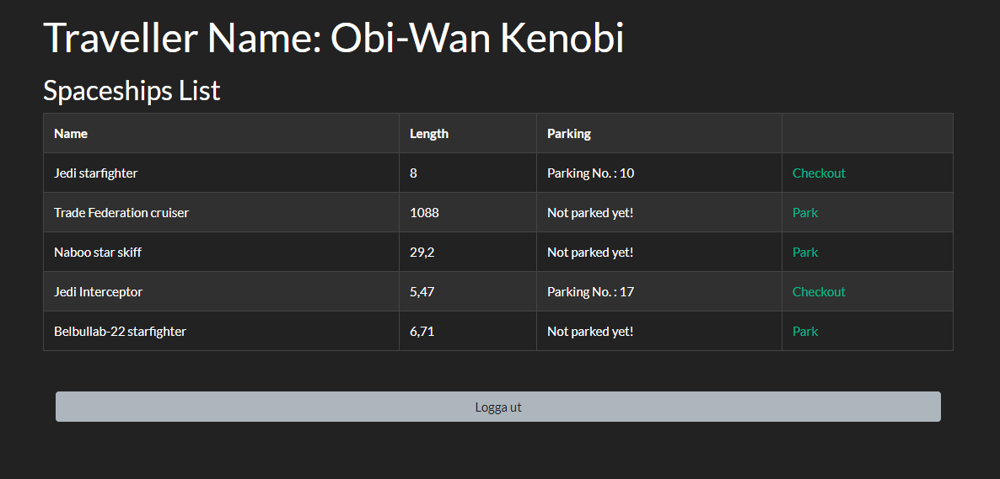 Traveller Name: Obi-Wan Kenobi
Spaceships List
Name Length Parking
Jedi starfighter 8 Parking No. : 10 Checkout
Trade Federation cruiser 1088 Not parked yet! Park
Naboo star skiff 29,2 Not parked yet! Park
Jedi Interceptor 5,47 Parking No. : 17 Checkout
Belbullab-22 starfighter 6,71 Not parked yet! Park
Logga ut